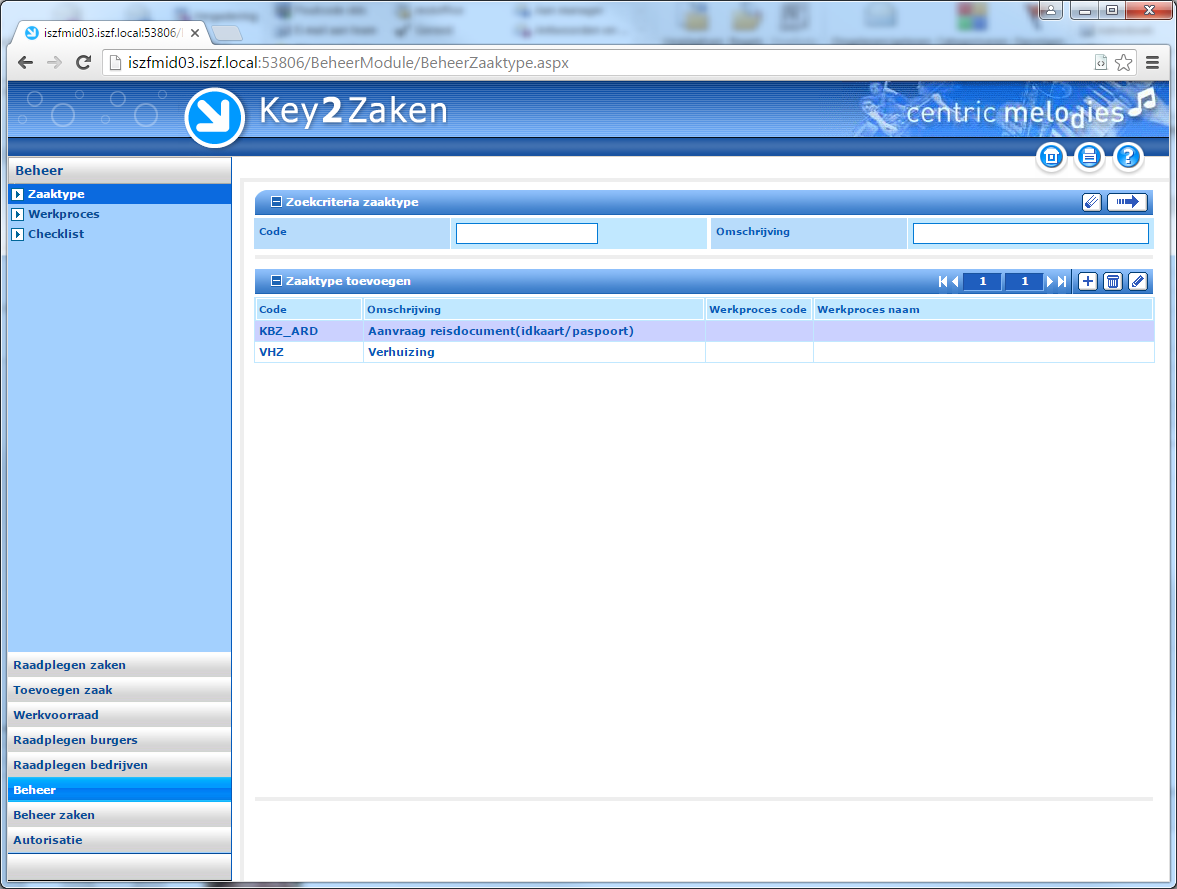 iszfmid03.iszf.local:53806/
iszfmid03.iszf.local:53806/BeheerModule/BeheerZaaktype.aspx
Key2Zaken
centric melodies
Beheer
Zaaktype
Werkproces
Checklist
Zoekcriteria zaaktype
Code
Omschrijving
Zaaktype toevoegen
1
1
Code Omschrijving Werkproces code Werkproces naam
KBZ_ARD Aanvraag reisdocument(idkaart/paspoort)
VHZ Verhuizing
Raadplegen zaken
Toevoegen zaak
Werkvoorraad
Raadplegen burgers
Raadplegen bedrijven
Beheer
Beheer zaken
Autorisatie